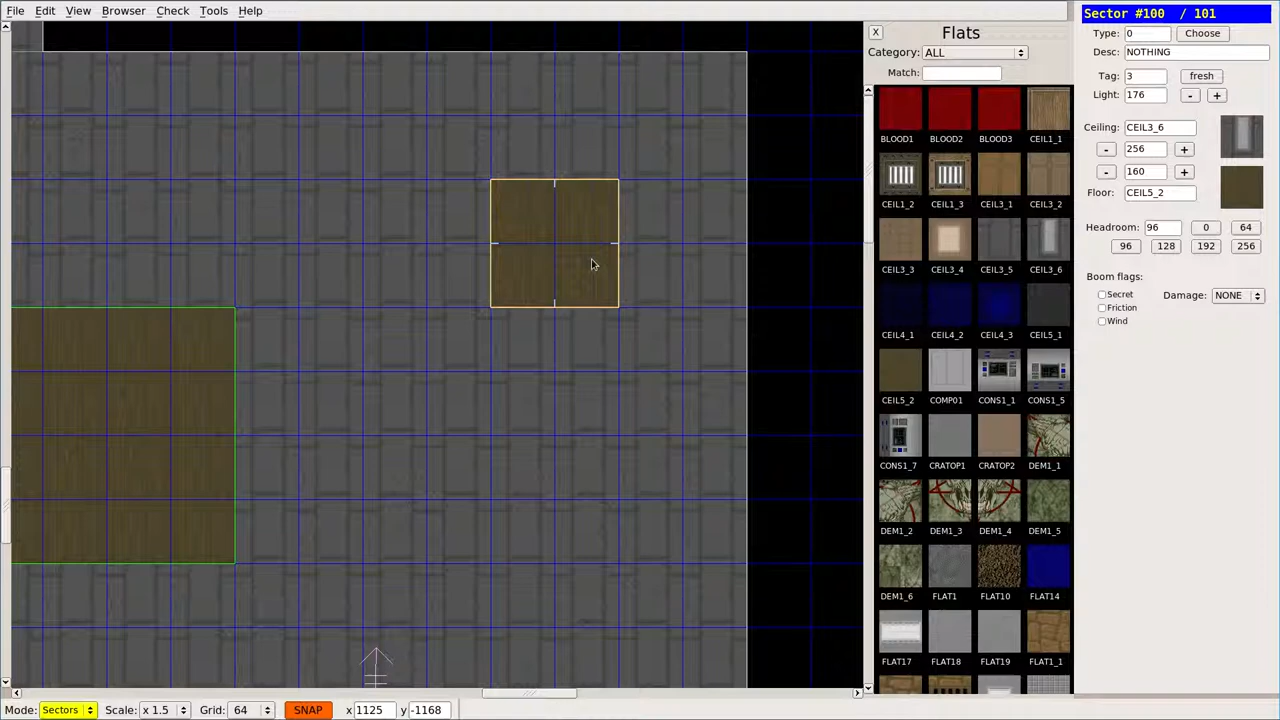 File Edit View Browser Check Tools Help
X Flats
Category: ALL
Match:
BLOOD1 BLOOD2 BLOOD3 CEIL1_1
CEIL1_2 CEIL1_3 CEIL3_1 CEIL3_2
CEIL3_3 CEIL3_4 CEIL3_5 CEIL3_6
CEIL4_1 CEIL4_2 CEIL4_3 CEIL5_1
CEIL5_2 COMP01 CONS1_1 CONS1_5
CONS1_7 CRATOP1 CRATOP2 DEM1_1
DEM1_2 DEM1_3 DEM1_4 DEM1_5
DEM1_6 FLAT1 FLAT10 FLAT14
FLAT17 FLAT18 FLAT19 FLAT1_1
Sector #100 / 101
Type: 0 Choose
Desc: NOTHING
Tag: 3 fresh
Light: 176 - +
Ceiling: CEIL3_6
- 256 +
- 160 +
Floor: CEIL5_2
Headroom: 96 0 64
96 128 192 256
Boom flags:
Secret Damage: NONE
Friction
Wind
Mode: Sectors Scale: x 1.5 Grid: 64 SNAP x 1125 y -1168